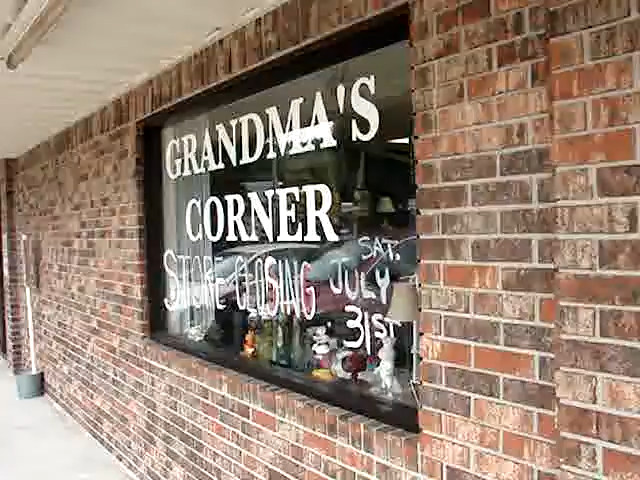 GRANDMA'S
CORNER
STORE CLOSING SAT.
JULY
31ST